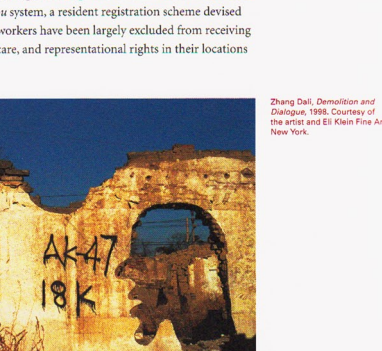 u system, a resident registration scheme devised
workers have been largely excluded from receiving
care, and representational rights in their locations
Zhang Dali, Demolition and
Dialogue, 1998. Courtesy of
the artist and Eli Klein Fine Ar
New York.
AK-47
18K